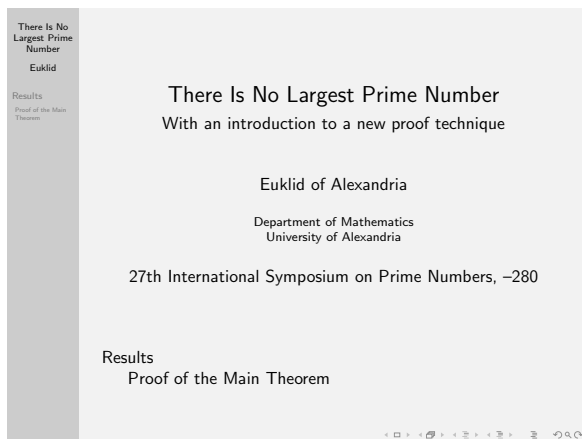 There Is No
Largest Prime
Number
Euklid
Results
Proof of the Main
Theorem
There Is No Largest Prime Number
With an introduction to a new proof technique
Euklid of Alexandria
Department of Mathematics
University of Alexandria
27th International Symposium on Prime Numbers, –280
Results
Proof of the Main Theorem